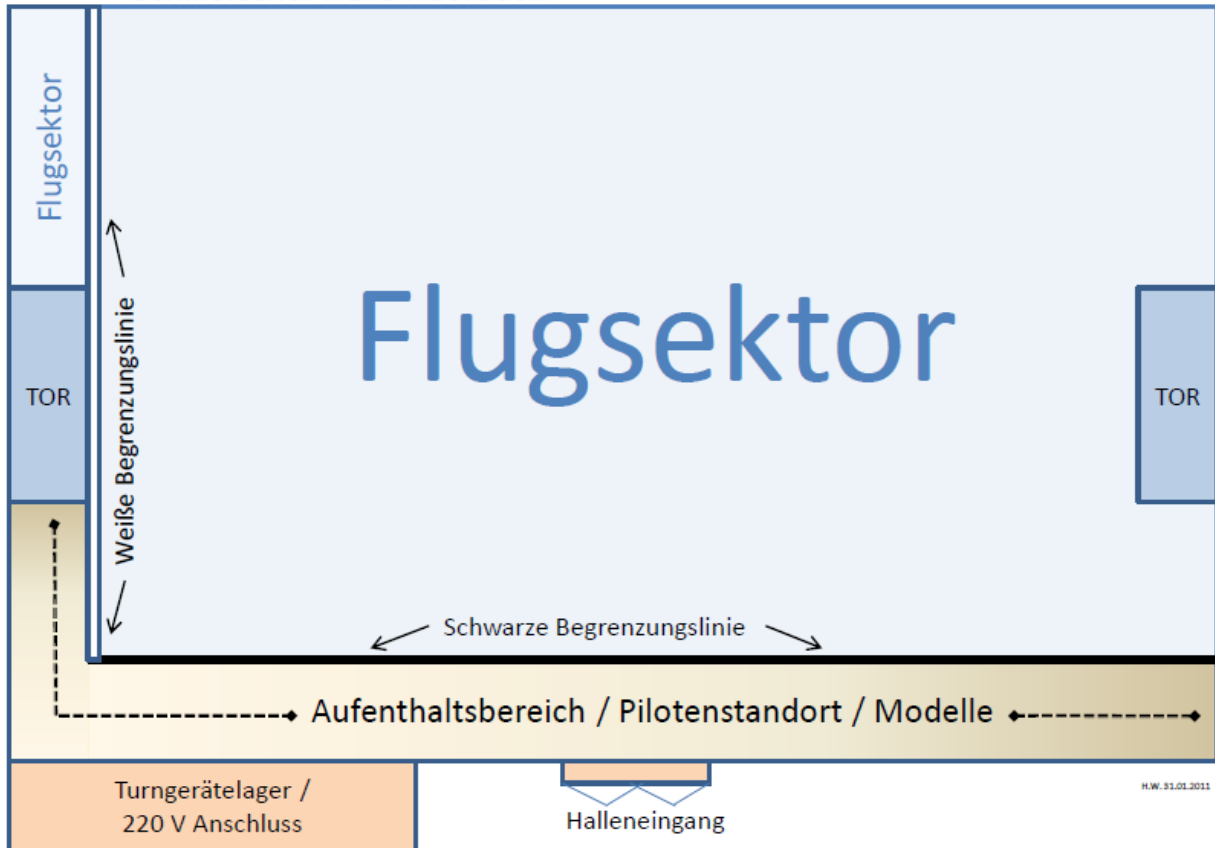 Flugsektor
Flugsektor
TOR
Weiße Begrenzungslinie
TOR
Schwarze Begrenzungslinie
Aufenthaltsbereich / Pilotenstandort / Modelle
Turngerätelager /
220 V Anschluss
Halleneingang
H.W. 31.01.2011